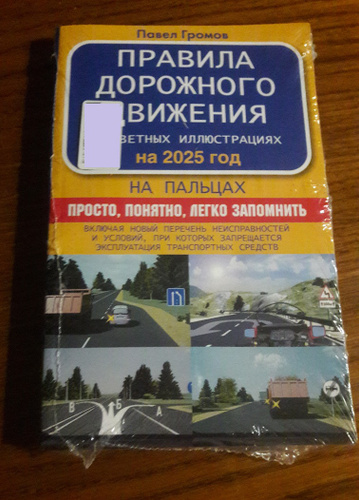 Павел Громов
ПРАВИЛА
ДОРОЖНОГО
ДВИЖЕНИЯ
ЦВЕТНЫХ ИЛЛЮСТРАЦИЯХ
на 2025 год
НА ПАЛЬЦАХ
ПРОСТО, ПОНЯТНО, ЛЕГКО ЗАПОМНИТЬ
ВКЛЮЧАЯ НОВЫЙ ПЕРЕЧЕНЬ НЕИСПРАВНОСТЕЙ
И УСЛОВИЙ, ПРИ КОТОРЫХ ЗАПРЕЩАЕТСЯ
ЭКСПЛУАТАЦИЯ ТРАНСПОРТНЫХ СРЕДСТВ
В Б А